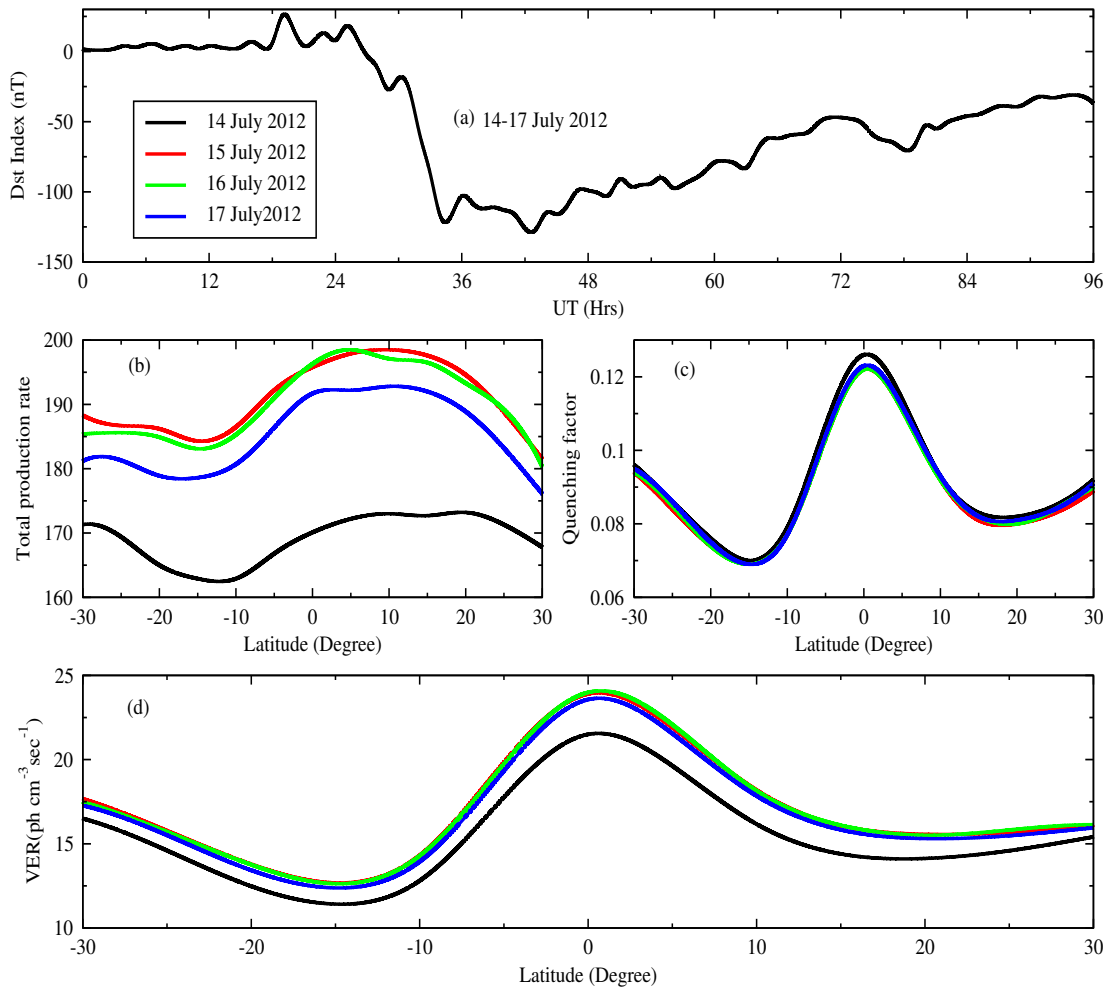 0
-50
-100
-150
Dst Index (nT)
(a) 14-17 July 2012
14 July 2012
15 July 2012
16 July 2012
17 July2012
0 12 24 36 48 60 72 84 96
UT (Hrs)
200
190
180
170
160
Total production rate
(b)
-30 -20 -10 0 10 20 30
Latitude (Degree)
0.12
0.1
0.08
0.06
Quenching factor
(c)
-30 -20 -10 0 10 20 30
Latitude (Degree)
25
20
15
10
VER(ph cm⁻³ sec⁻¹)
(d)
-30 -20 -10 0 10 20 30
Latitude (Degree)